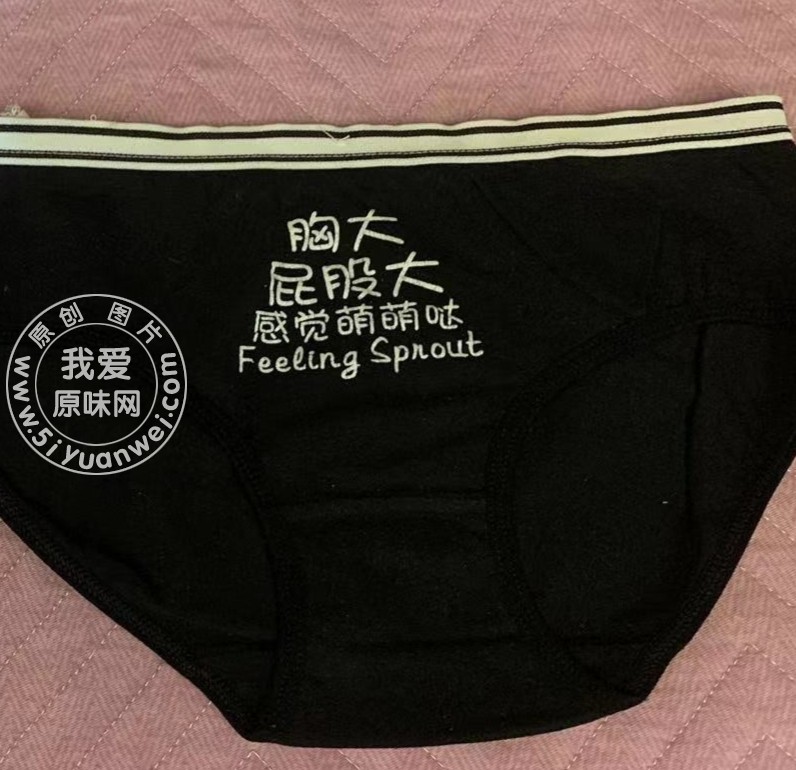 胸大
屁股大
感觉萌萌哒
Feeling Sprout
原创 图片
我爱
原味网
www.5iyuanwei.com